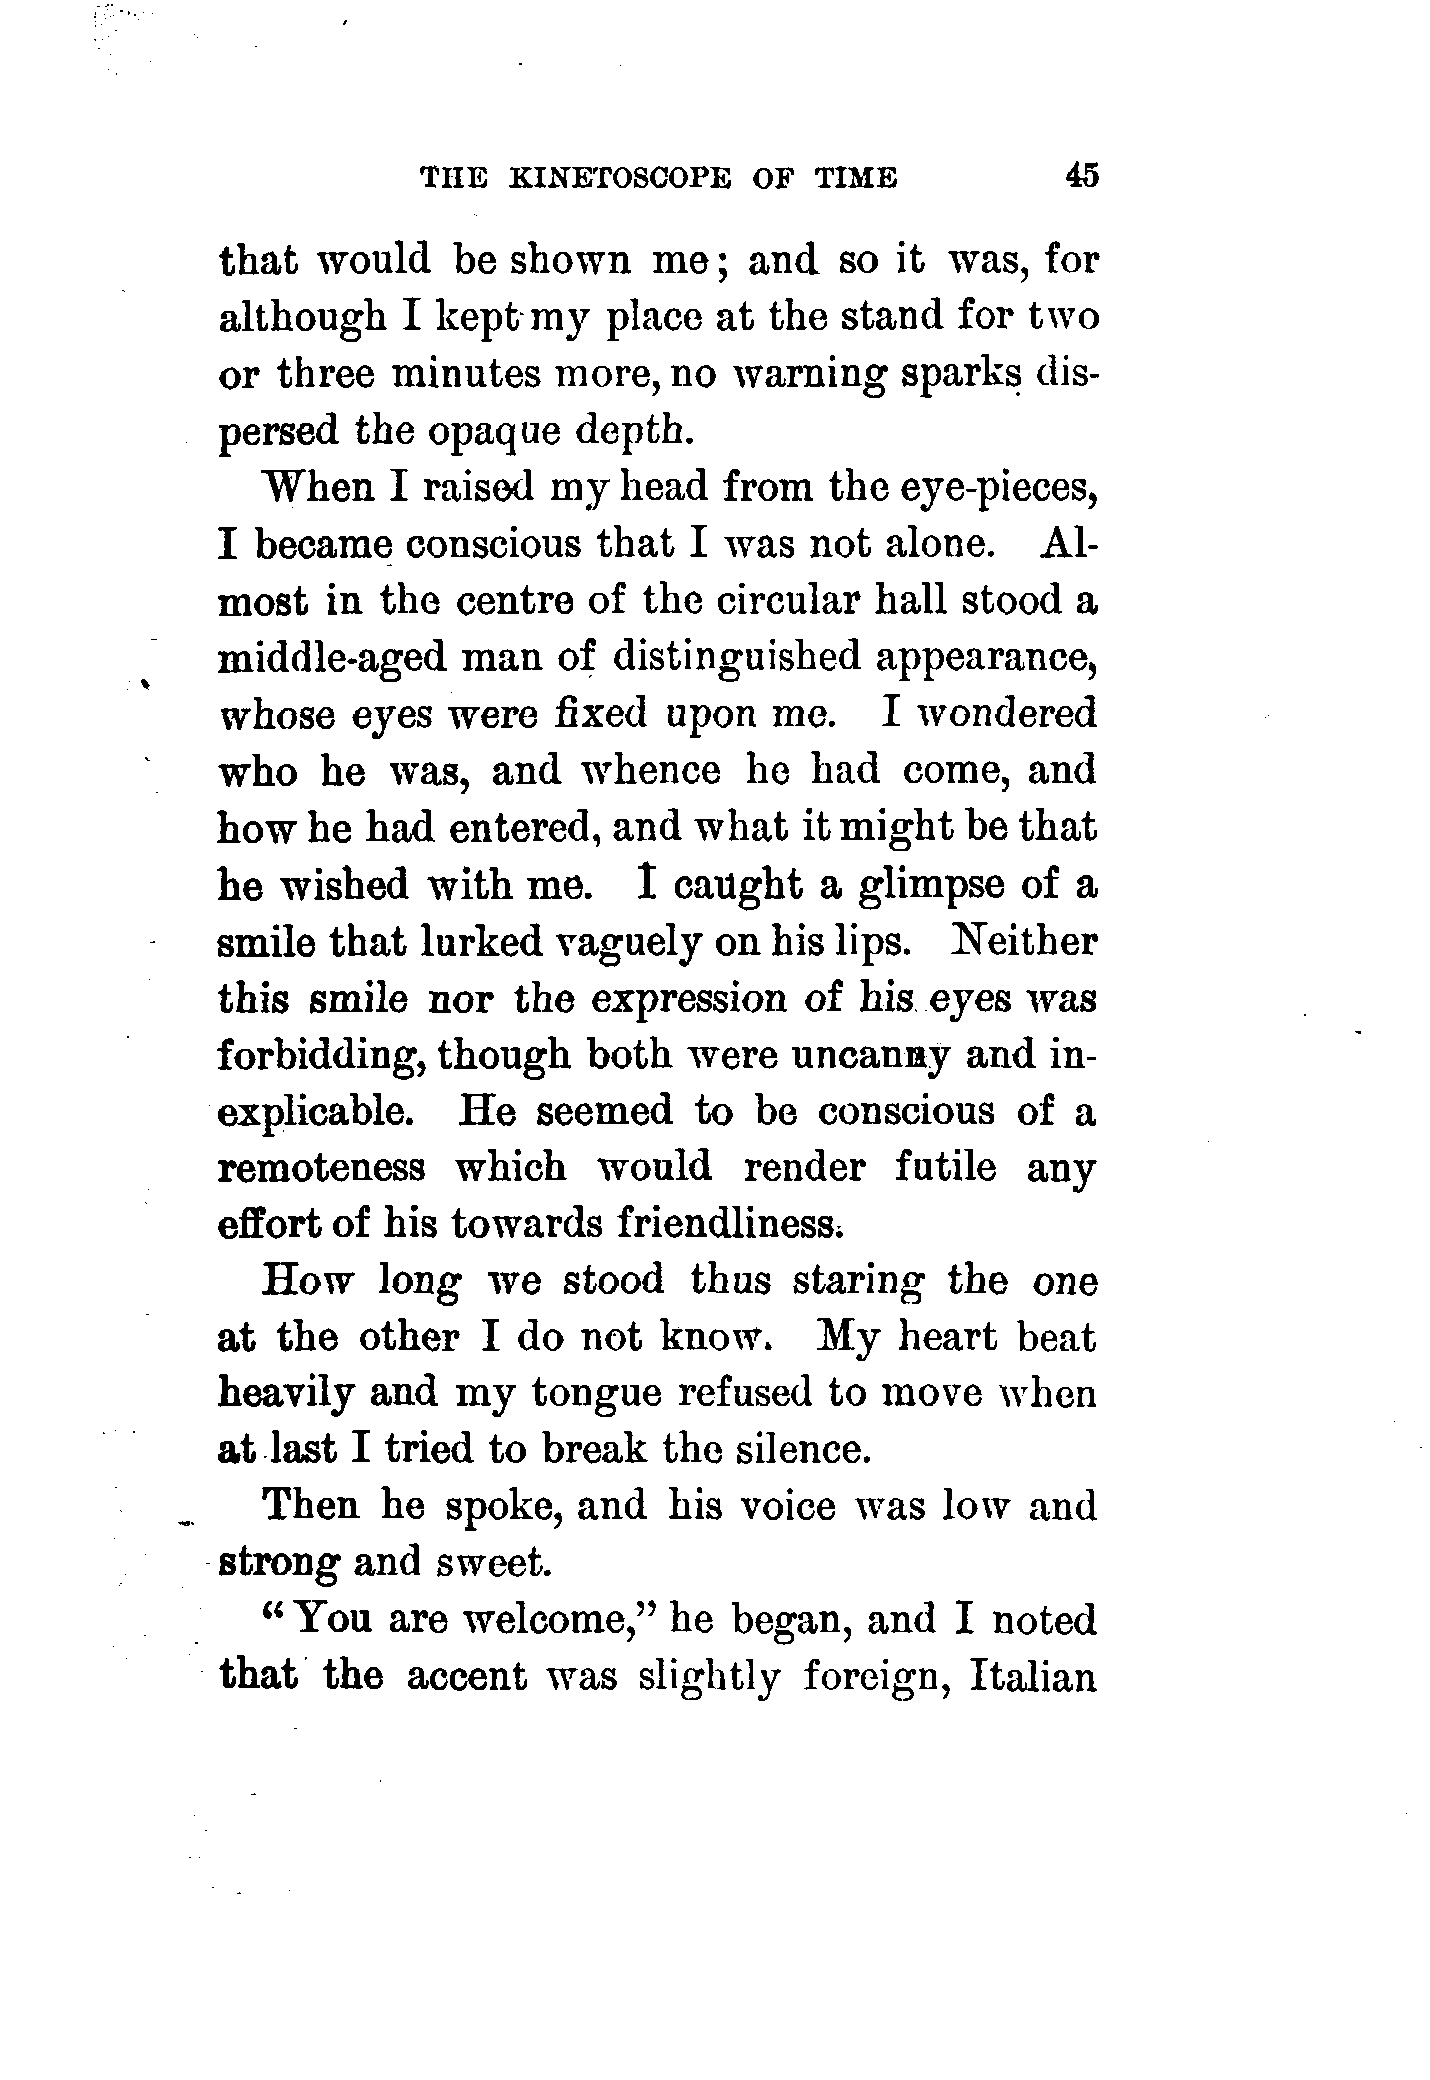 THE KINETOSCOPE OF TIME 45
that would be shown me; and so it was, for
although I kept my place at the stand for two
or three minutes more, no warning sparks dis-
persed the opaque depth.
When I raised my head from the eye-pieces,
I became conscious that I was not alone. Al-
most in the centre of the circular hall stood a
middle-aged man of distinguished appearance,
whose eyes were fixed upon me. I wondered
who he was, and whence he had come, and
how he had entered, and what it might be that
he wished with me. I caught a glimpse of a
smile that lurked vaguely on his lips. Neither
this smile nor the expression of his eyes was
forbidding, though both were uncanny and in-
explicable. He seemed to be conscious of a
remoteness which would render futile any
effort of his towards friendliness.
How long we stood thus staring the one
at the other I do not know. My heart beat
heavily and my tongue refused to move when
at last I tried to break the silence.
Then he spoke, and his voice was low and
strong and sweet.
“You are welcome,” he began, and I noted
that the accent was slightly foreign, Italian